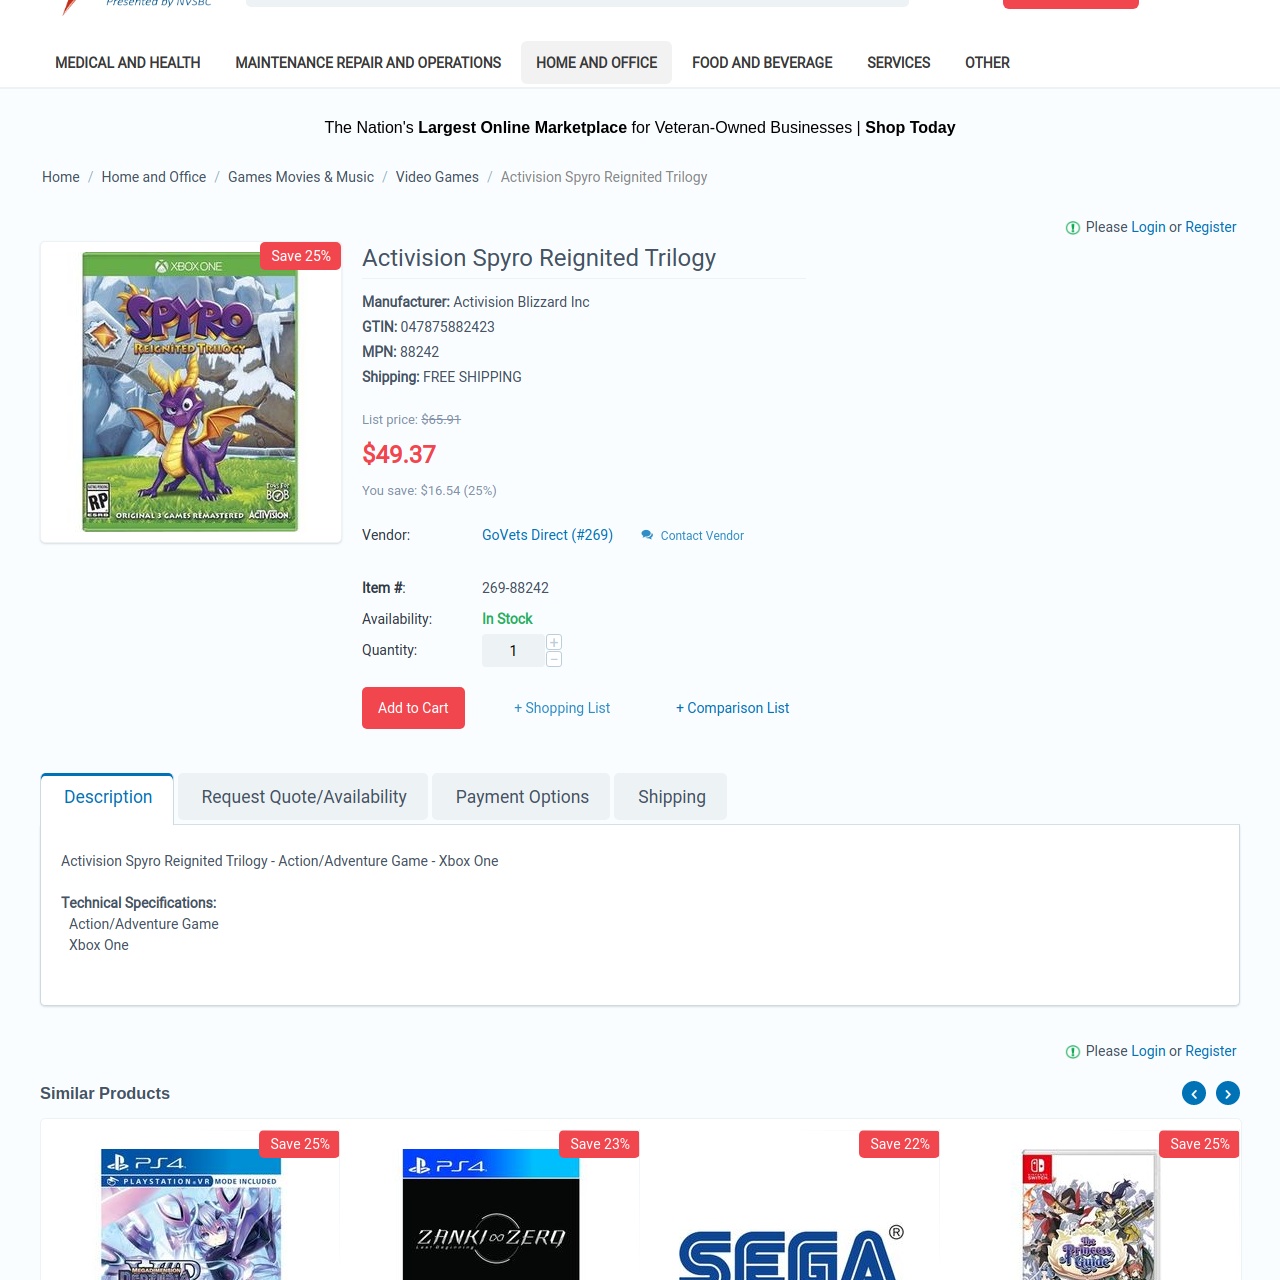 Presented by NVSBC
MEDICAL AND HEALTH
MAINTENANCE REPAIR AND OPERATIONS
HOME AND OFFICE
FOOD AND BEVERAGE
SERVICES
OTHER
The Nation's Largest Online Marketplace for Veteran-Owned Businesses | Shop Today
Home / Home and Office / Games Movies & Music / Video Games / Activision Spyro Reignited Trilogy
Please Login or Register
Save 25%
XBOX ONE
SPYRO
REIGNITED TRILOGY
RP
ESRB
TOYS FOR
BOB
ORIGINAL 3 GAMES REMASTERED
ACTIVISION
Activision Spyro Reignited Trilogy
Manufacturer: Activision Blizzard Inc
GTIN: 047875882423
MPN: 88242
Shipping: FREE SHIPPING
List price: $65.91
$49.37
You save: $16.54 (25%)
Vendor: GoVets Direct (#269) Contact Vendor
Item #: 269-88242
Availability: In Stock
Quantity: 1 + −
Add to Cart
+ Shopping List
+ Comparison List
Description
Request Quote/Availability
Payment Options
Shipping
Activision Spyro Reignited Trilogy - Action/Adventure Game - Xbox One
Technical Specifications:
Action/Adventure Game
Xbox One
Please Login or Register
Similar Products
Save 25%
PS4
PLAYSTATION VR MODE INCLUDED
MEGADIMENSION
Save 23%
PS4
ZANKI ZERO
Last Beginning
Save 22%
SEGA®
Save 25%
NINTENDO
SWITCH
The
Princess
Guide